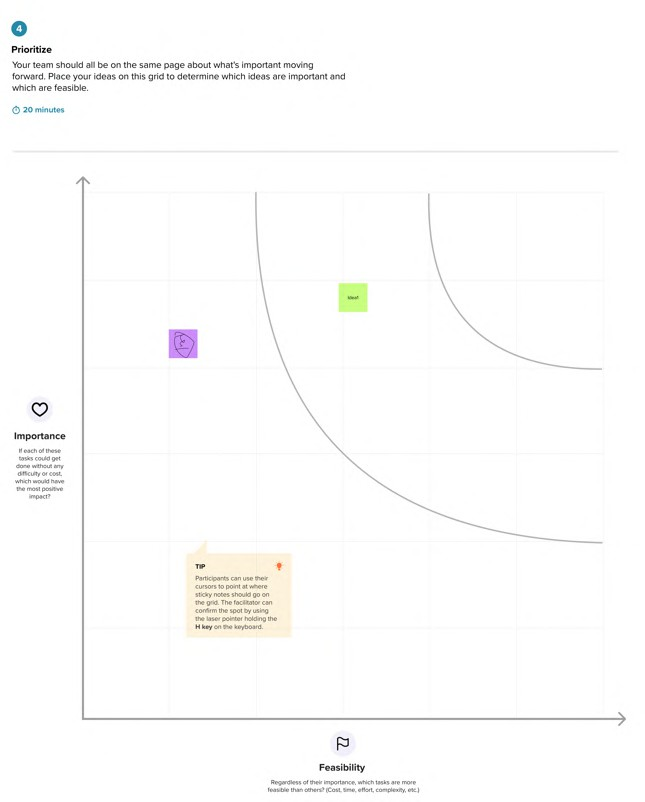 4
Prioritize
Your team should all be on the same page about what's important moving
forward. Place your ideas on this grid to determine which ideas are important and
which are feasible.
20 minutes
Idea!
Importance
If each of these
tasks could get
done without any
difficulty or cost,
which would have
the most positive
impact?
TIP
Participants can use their
cursors to point at where
sticky notes should go on
the grid. The facilitator can
confirm the spot by using
the laser pointer holding the
H key on the keyboard.
Feasibility
Regardless of their importance, which tasks are more
feasible than others? (Cost, time, effort, complexity, etc.)